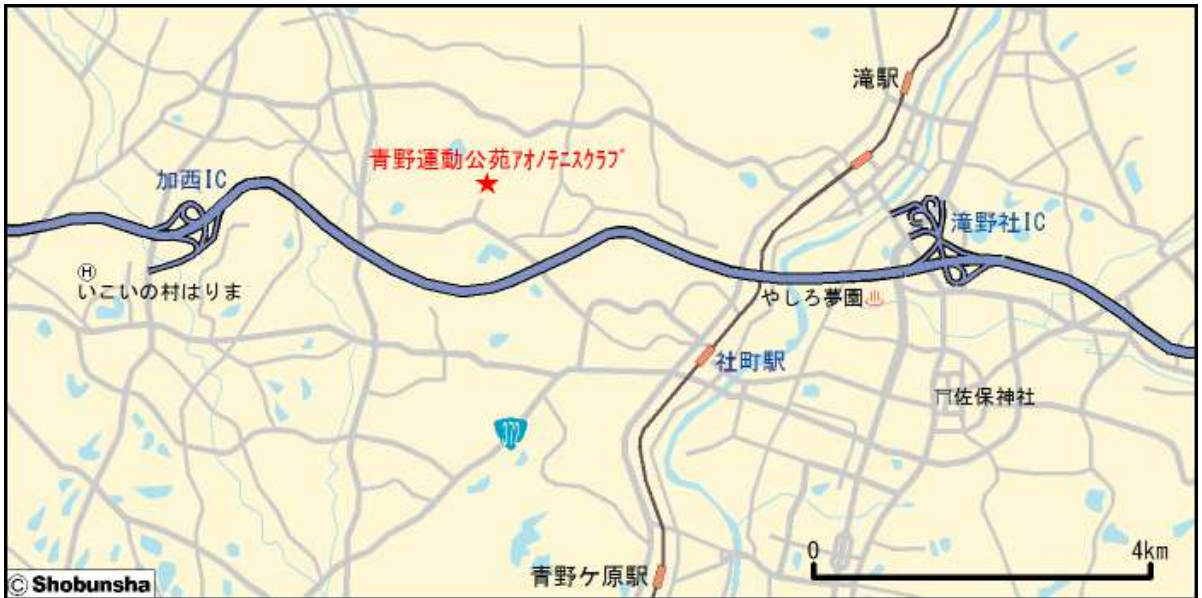 滝駅
青野運動公苑ｱｵﾉﾃﾆｽｸﾗﾌﾞ
加西IC
滝野社IC
Ⓗ
いこいの村はりま
やしろ夢園♨
社町駅
佐保神社
372
0 4km
青野ケ原駅
© Shobunsha